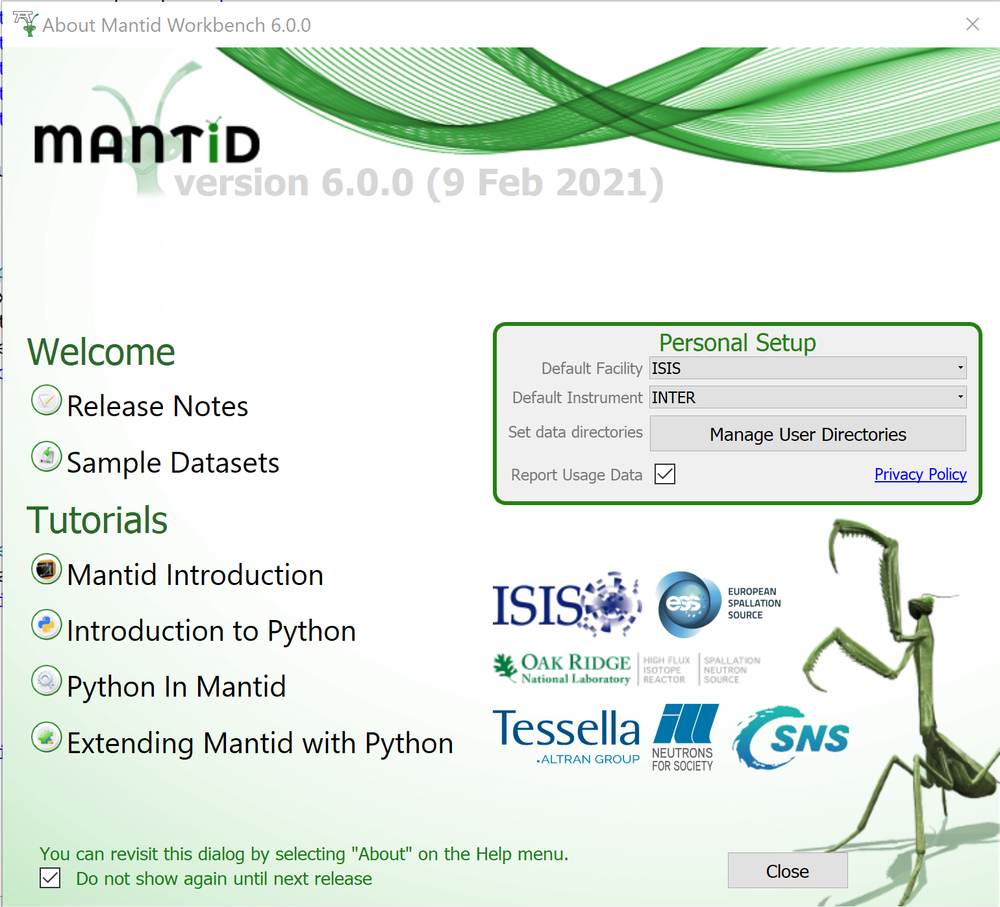 About Mantid Workbench 6.0.0
MANTiD
version 6.0.0 (9 Feb 2021)
Welcome
Release Notes
Sample Datasets
Tutorials
Mantid Introduction
Introduction to Python
Python In Mantid
Extending Mantid with Python
Personal Setup
Default Facility ISIS
Default Instrument INTER
Set data directories Manage User Directories
Report Usage Data Privacy Policy
ISIS
ess EUROPEAN
SPALLATION
SOURCE
OAK RIDGE
National Laboratory
HIGH FLUX
ISOTOPE
REACTOR
SPALLATION
NEUTRON
SOURCE
Tessella
.ALTRAN GROUP
ill
NEUTRONS
FOR SOCIETY
SNS
You can revisit this dialog by selecting "About" on the Help menu.
Do not show again until next release
Close